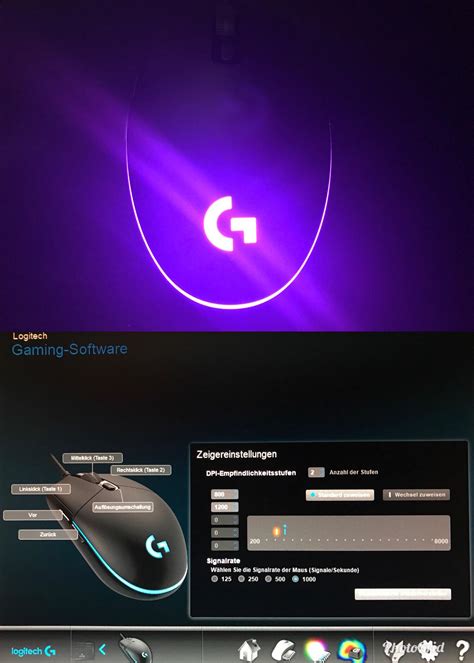 G
Logitech
Gaming-Software
Mittelklick (Taste 3)
Rechtsklick (Taste 2)
Linksklick (Taste 1)
Auflösungsumschaltung
Vor
Zurück
G
Zeigereinstellungen
DPI-Empfindlichkeitsstufen 2 Anzahl der Stufen
800
1200
0
0
0
Standard zuweisen
Wechsel zuweisen
200 8000
Signalrate
Wählen Sie die Signalrate der Maus (Signale/Sekunde)
125 250 500 1000
logitech G
PhotoGrid
?